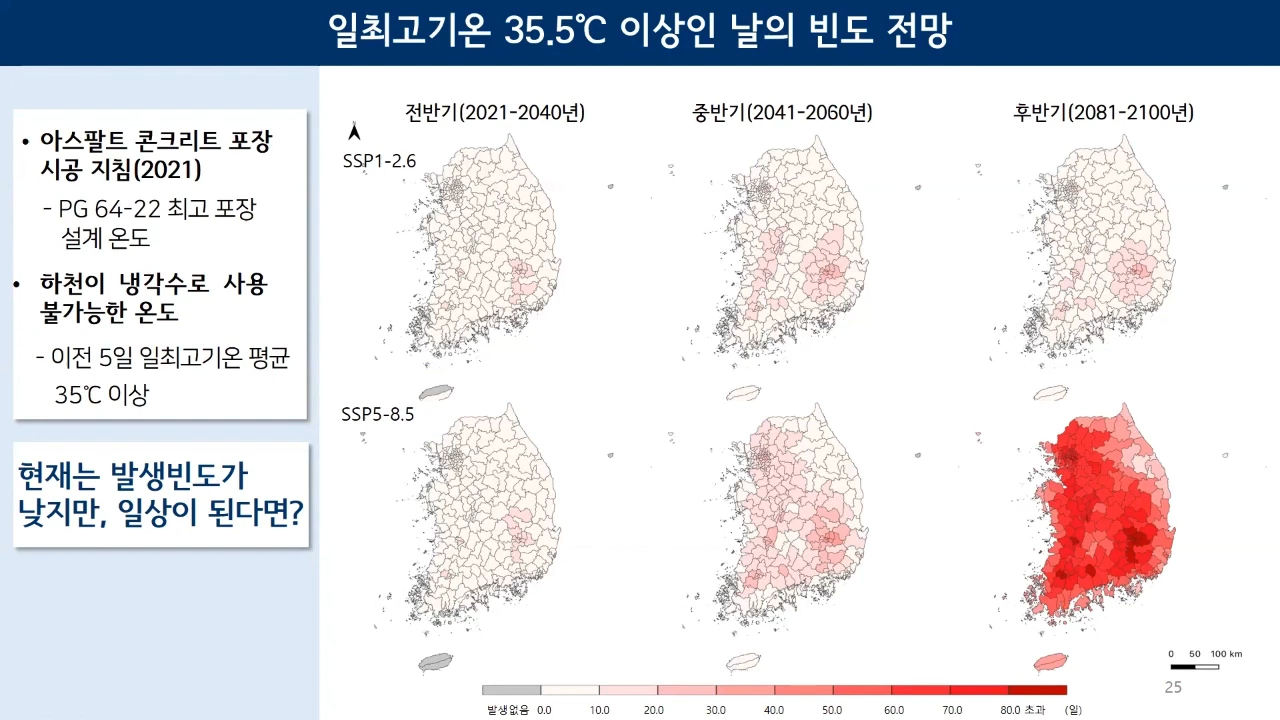 일최고기온 35.5℃ 이상인 날의 빈도 전망
• 아스팔트 콘크리트 포장
시공 지침(2021)
- PG 64-22 최고 포장
설계 온도
• 하천이 냉각수로 사용
불가능한 온도
- 이전 5일 일최고기온 평균
35℃ 이상
현재는 발생빈도가
낮지만, 일상이 된다면?
전반기(2021-2040년)
중반기(2041-2060년)
후반기(2081-2100년)
SSP1-2.6
SSP5-8.5
0 50 100 km
25
발생없음 0.0 10.0 20.0 30.0 40.0 50.0 60.0 70.0 80.0 초과 (일)